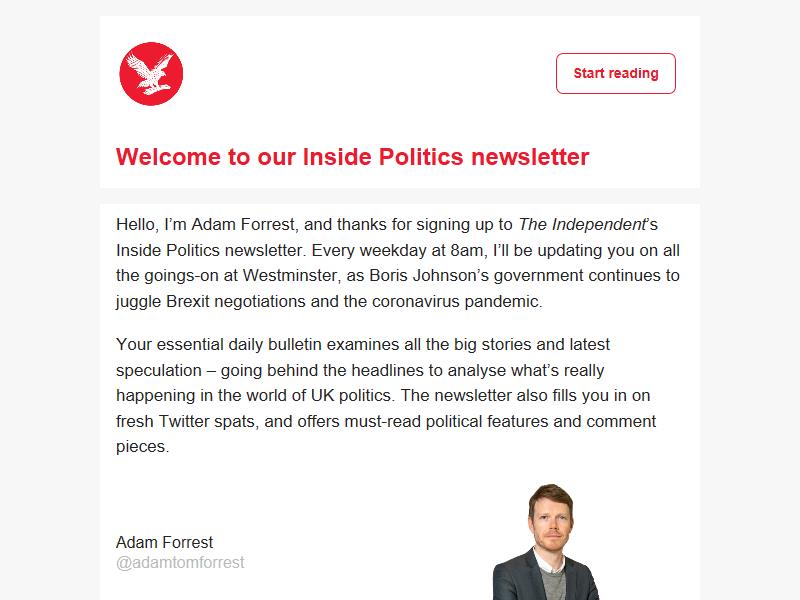 Start reading
Welcome to our Inside Politics newsletter
Hello, I’m Adam Forrest, and thanks for signing up to The Independent’s
Inside Politics newsletter. Every weekday at 8am, I’ll be updating you on all
the goings-on at Westminster, as Boris Johnson’s government continues to
juggle Brexit negotiations and the coronavirus pandemic.
Your essential daily bulletin examines all the big stories and latest
speculation – going behind the headlines to analyse what’s really
happening in the world of UK politics. The newsletter also fills you in on
fresh Twitter spats, and offers must-read political features and comment
pieces.
Adam Forrest
@adamtomforrest